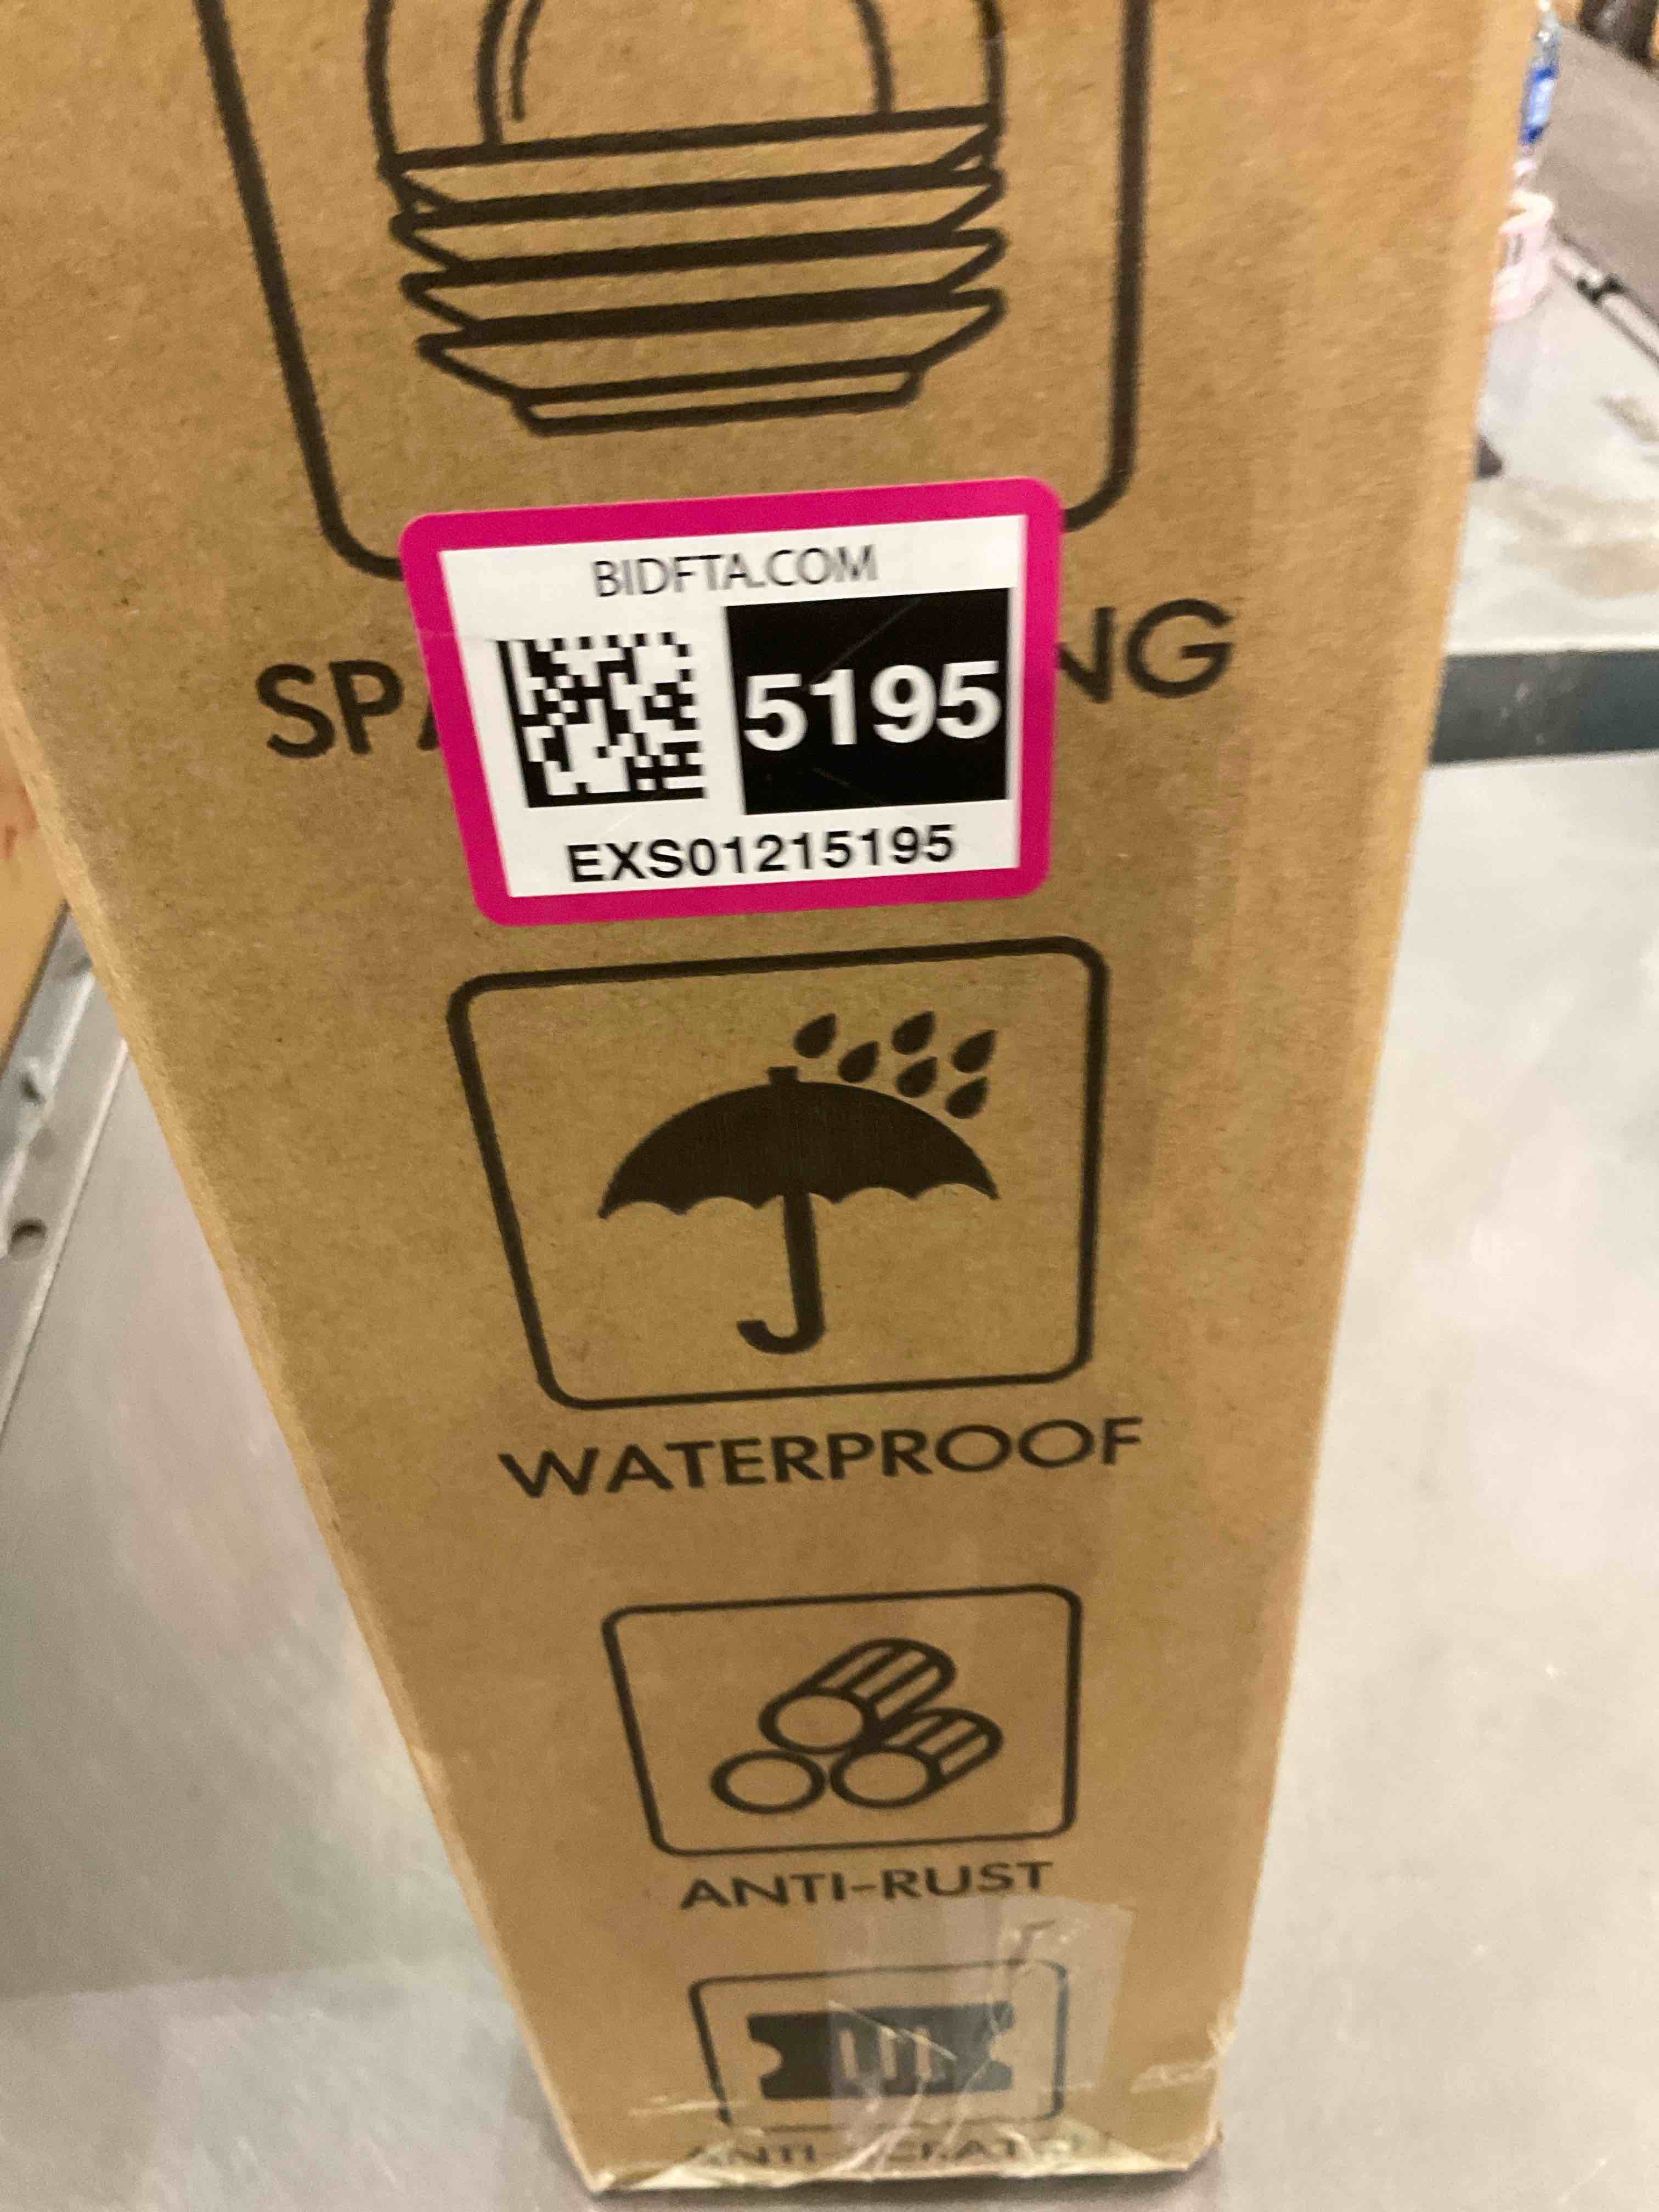 BIDFTA.COM
5195
EXS01215195
WATERPROOF
ANTI-RUST